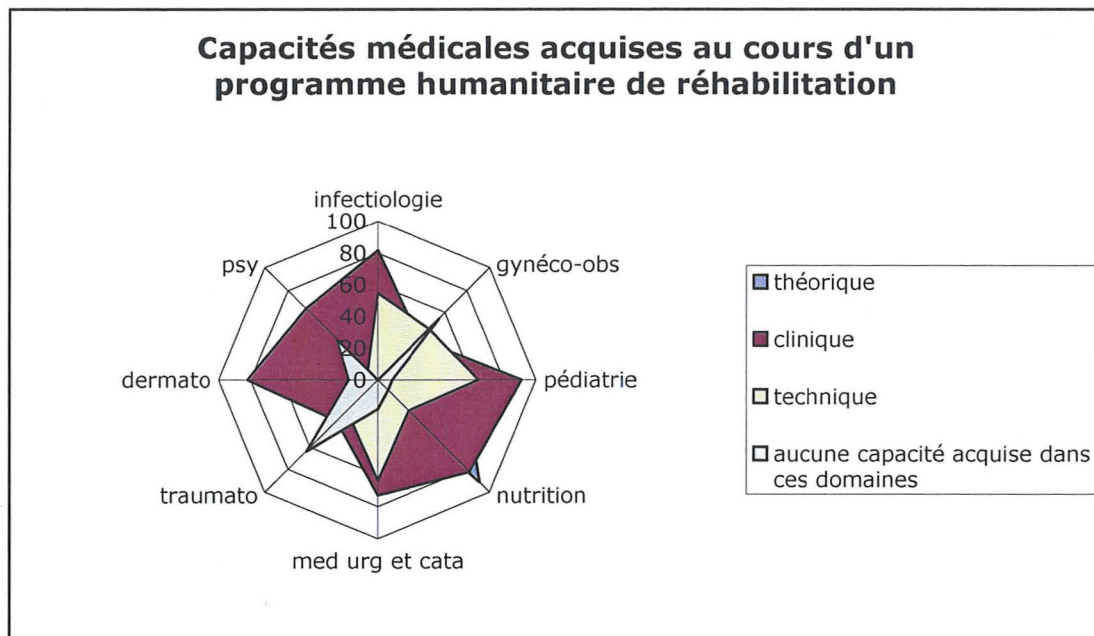 Capacités médicales acquises au cours d'un
programme humanitaire de réhabilitation
infectiologie
100
80
60
40
20
0
psy
gynéco-obs
dermato
pédiatrie
traumato
nutrition
med urg et cata
théorique
clinique
technique
aucune capacité acquise dans
ces domaines